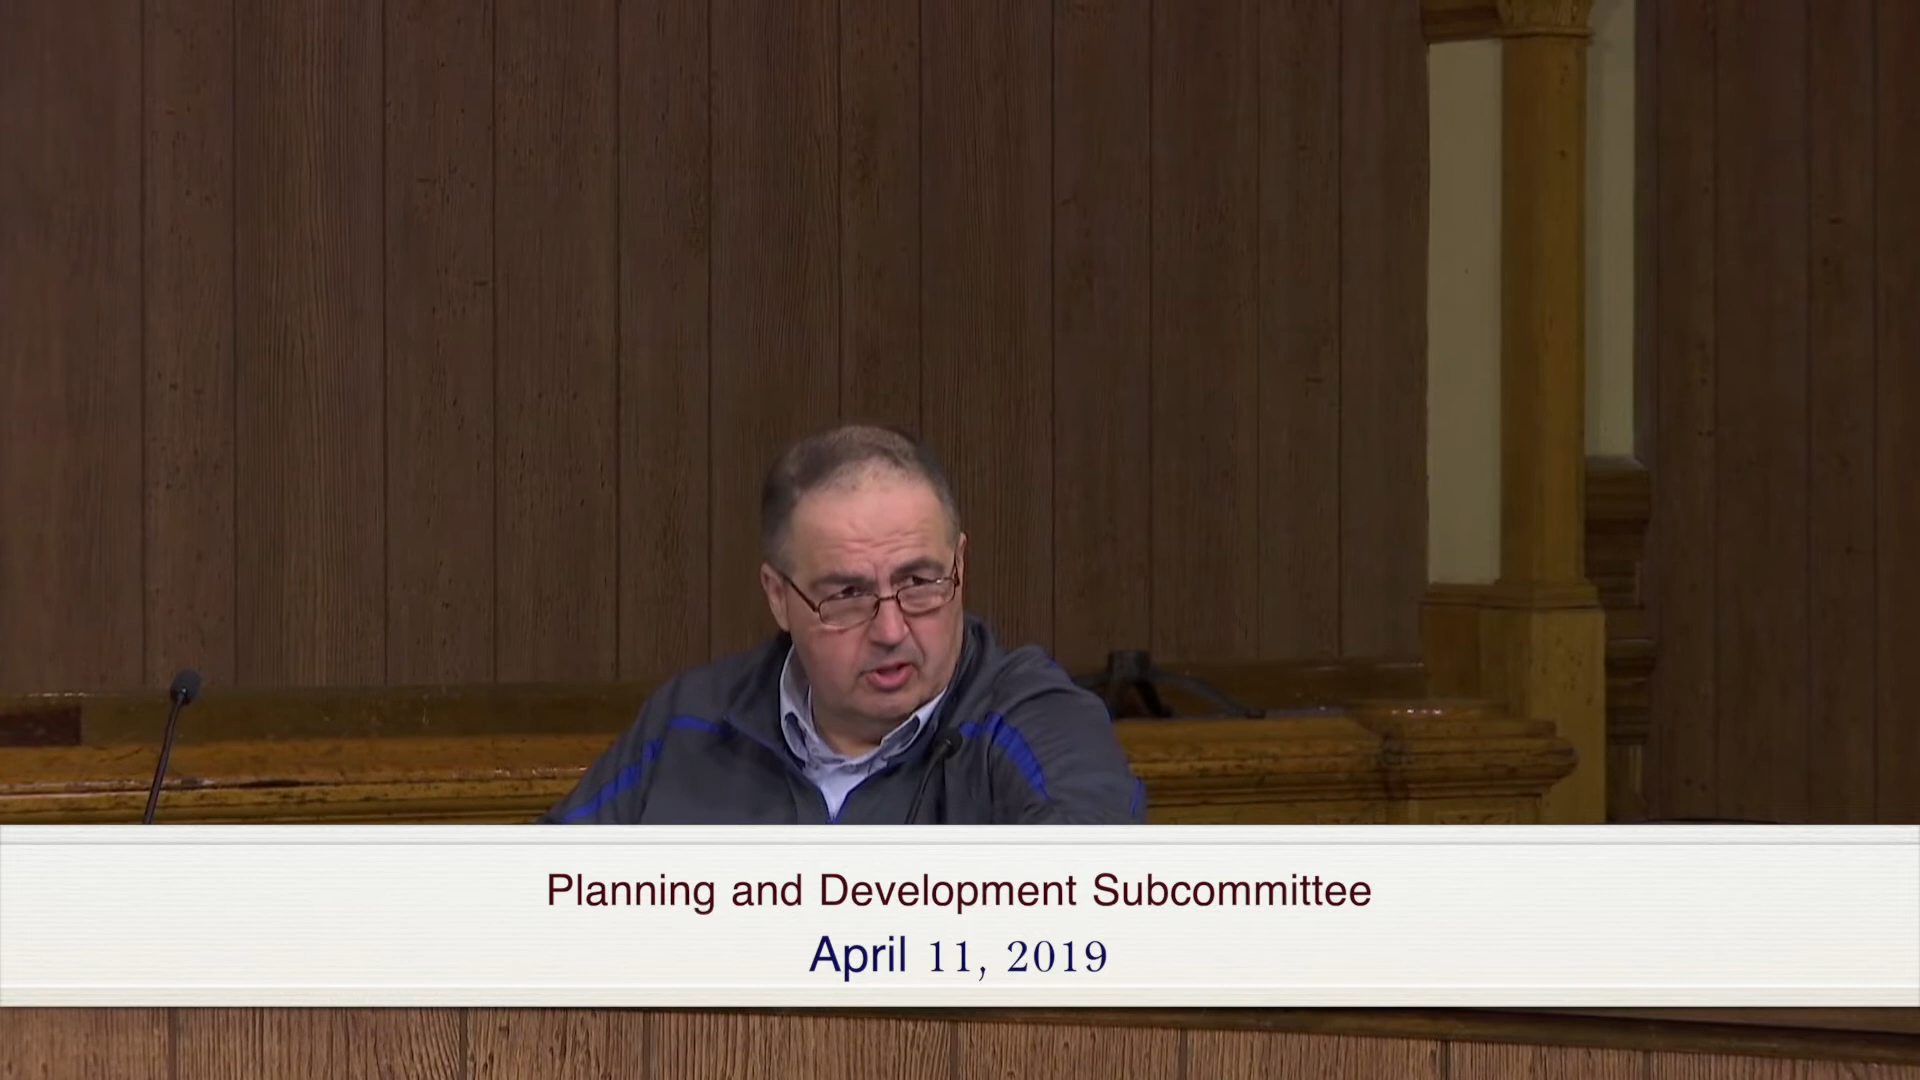 Planning and Development Subcommittee
April 11, 2019